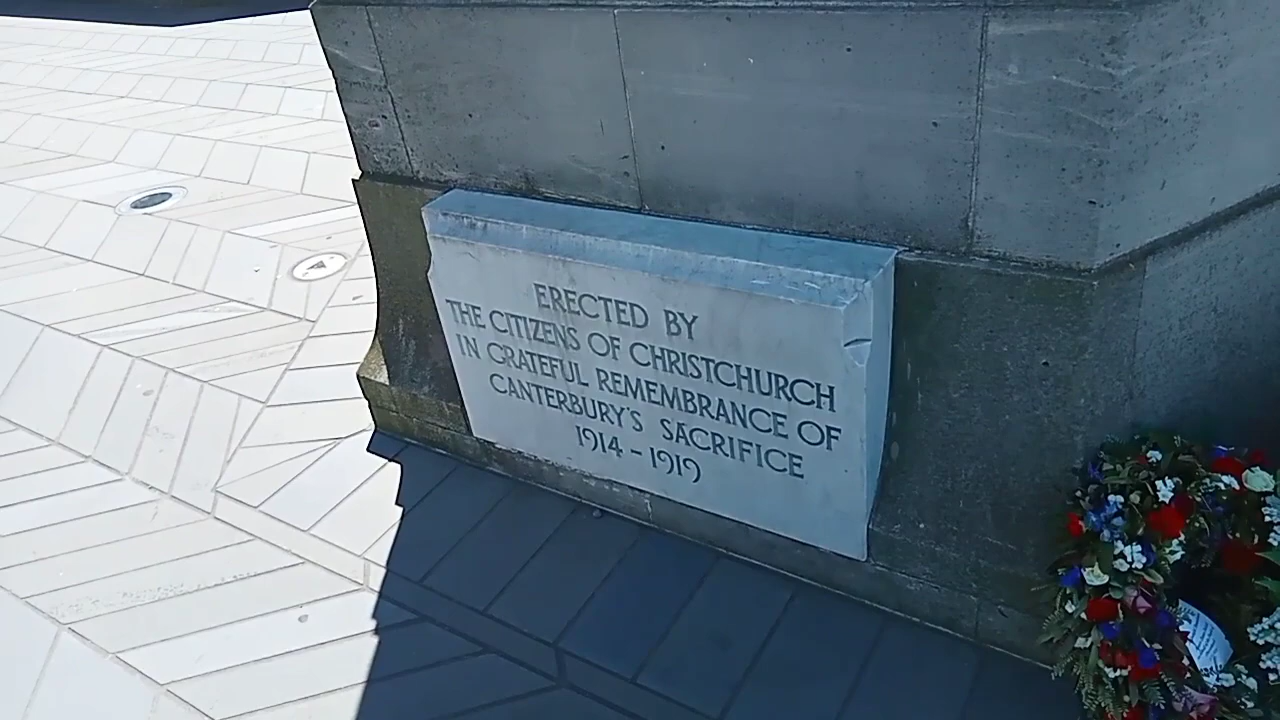 ERECTED BY
THE CITIZENS OF CHRISTCHURCH
IN GRATEFUL REMEMBRANCE OF
CANTERBURY'S SACRIFICE
1914 - 1919